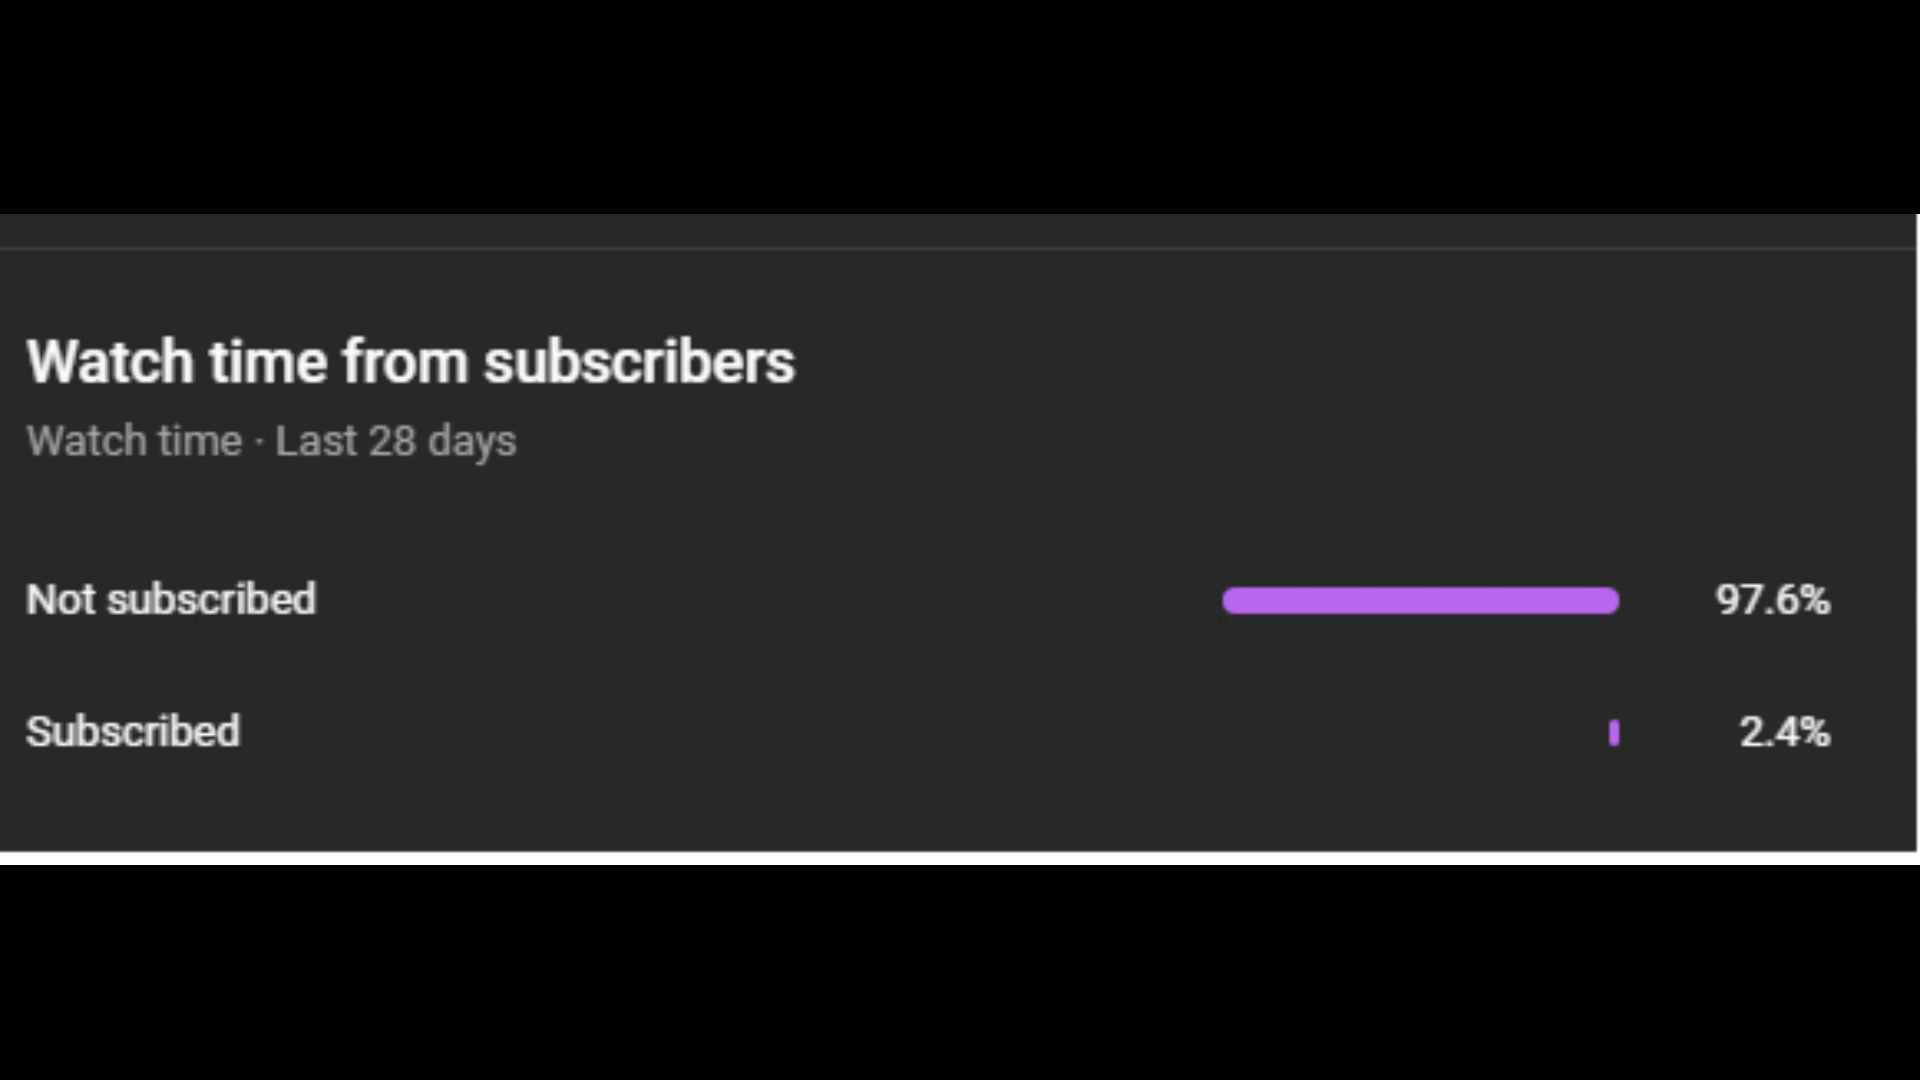 Watch time from subscribers
Watch time · Last 28 days
Not subscribed 97.6%
Subscribed 2.4%